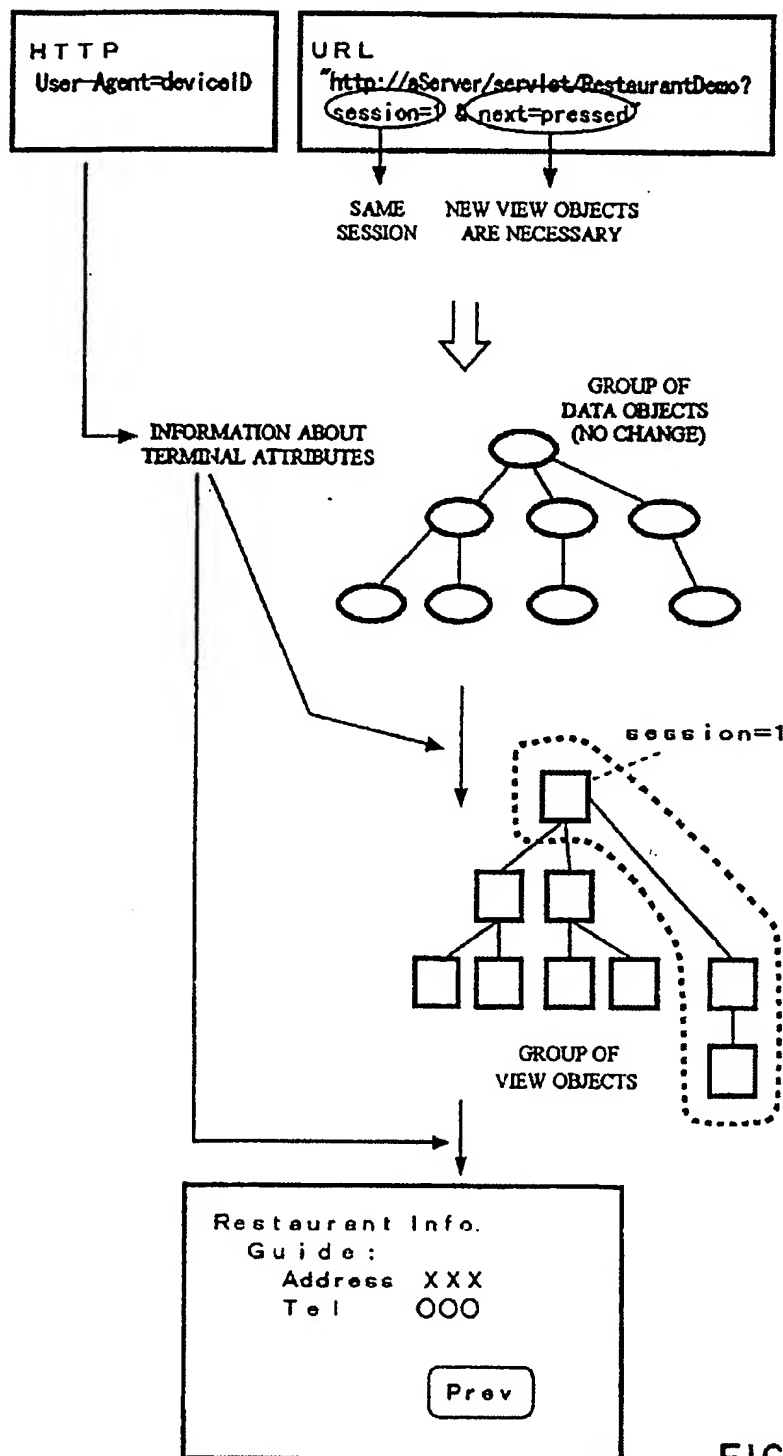 HTTP
User-Agent=deviceID
URL
"http://aServer/servlet/RestaurantDemo?
session=1 & next=pressed"
SAME
SESSION
NEW VIEW OBJECTS
ARE NECESSARY
GROUP OF
DATA OBJECTS
(NO CHANGE)
INFORMATION ABOUT
TERMINAL ATTRIBUTES
session=1
GROUP OF
VIEW OBJECTS
Restaurant Info.
Guide:
Address XXX
Tel OOO
Prev
FIG